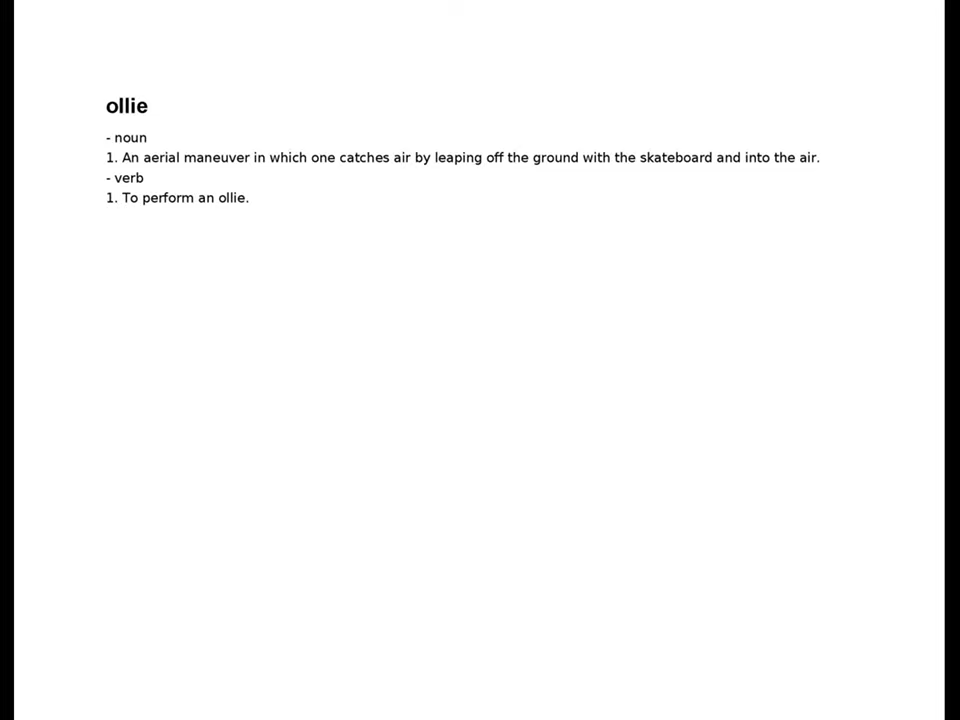 ollie
- noun
1. An aerial maneuver in which one catches air by leaping off the ground with the skateboard and into the air.
- verb
1. To perform an ollie.